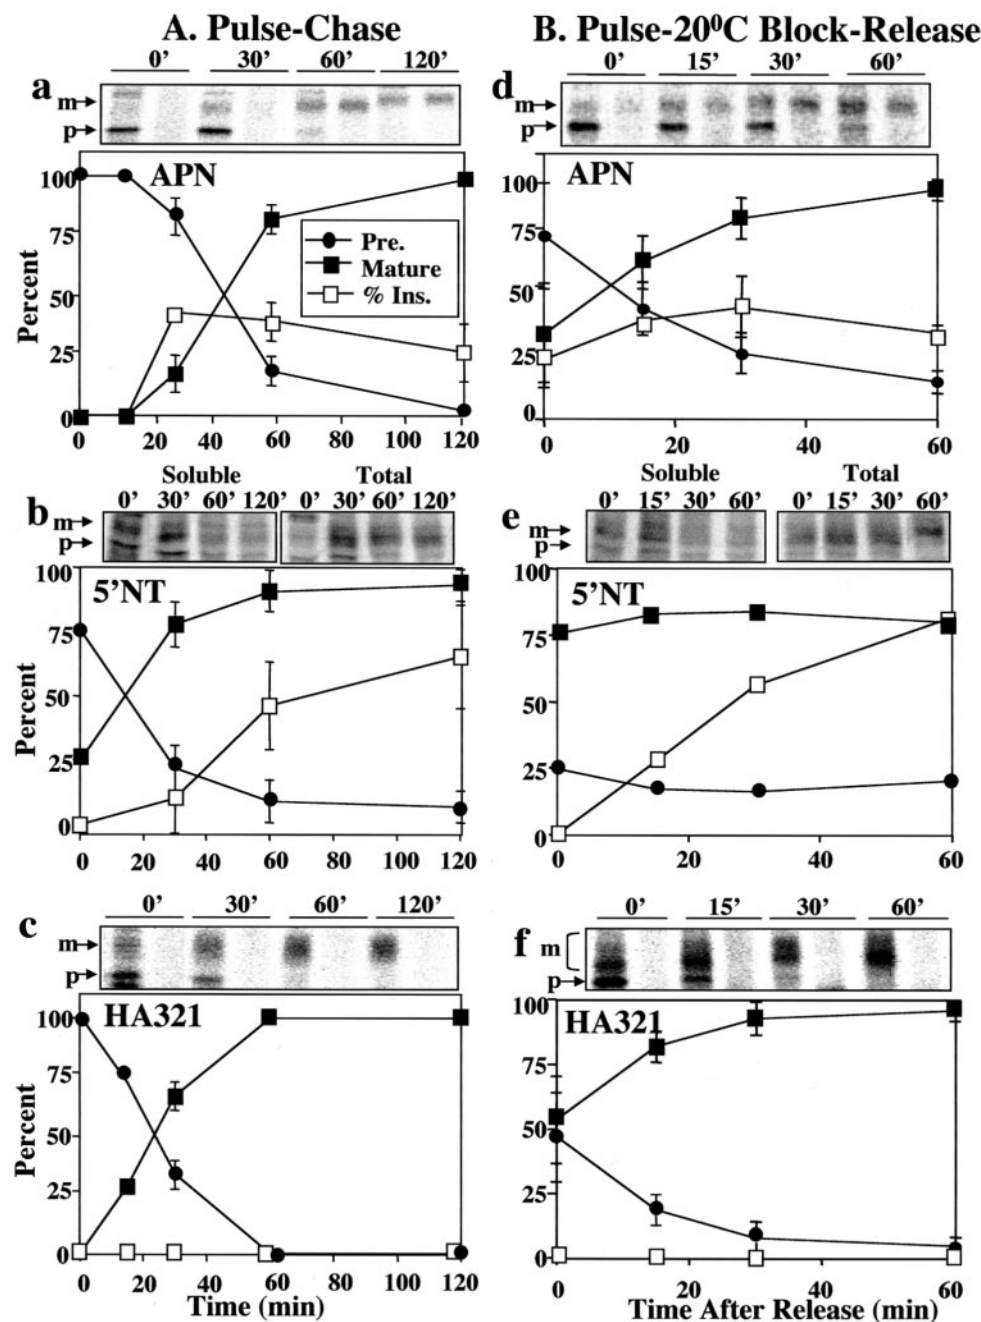 A. Pulse-Chase
B. Pulse-20⁰C Block-Release
a
0’ 30’ 60’ 120’
m
p
APN
Pre.
Mature
% Ins.
Percent
100
75
50
25
0
0 20 40 60 80 100 120
d
0’ 15’ 30’ 60’
m
p
APN
100
75
50
25
0
0 20 40 60
b
Soluble Total
0’ 30’ 60’ 120’ 0’ 30’ 60’ 120’
m
p
5’NT
Percent
100
75
50
25
0
0 20 40 60 80 100 120
e
Soluble Total
0’ 15’ 30’ 60’ 0’ 15’ 30’ 60’
m
p
5’NT
100
75
50
25
0
0 20 40 60
c
0’ 30’ 60’ 120’
m
p
HA321
Percent
100
75
50
25
0
0 20 40 60 80 100 120
Time (min)
f
0’ 15’ 30’ 60’
m
p
HA321
100
75
50
25
0
0 20 40 60
Time After Release (min)